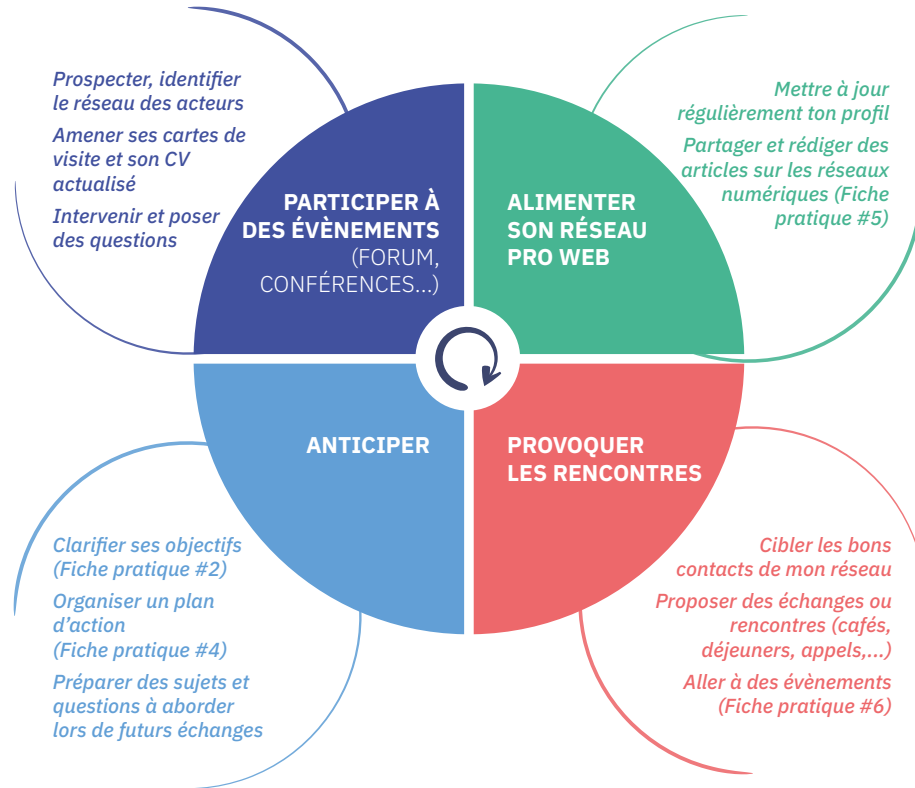 Prospecter, identifier
le réseau des acteurs
Amener ses cartes de
visite et son CV
actualisé
Intervenir et poser
des questions
PARTICIPER À
DES ÉVÈNEMENTS
(FORUM,
CONFÉRENCES...)
ALIMENTER
SON RÉSEAU
PRO WEB
Mettre à jour
régulièrement ton profil
Partager et rédiger des
articles sur les réseaux
numériques (Fiche
pratique #5)
ANTICIPER
Clarifier ses objectifs
(Fiche pratique #2)
Organiser un plan
d’action
(Fiche pratique #4)
Préparer des sujets et
questions à aborder
lors de futurs échanges
PROVOQUER
LES RENCONTRES
Cibler les bons
contacts de mon réseau
Proposer des échanges ou
rencontres (cafés,
déjeuners, appels,...)
Aller à des évènements
(Fiche pratique #6)